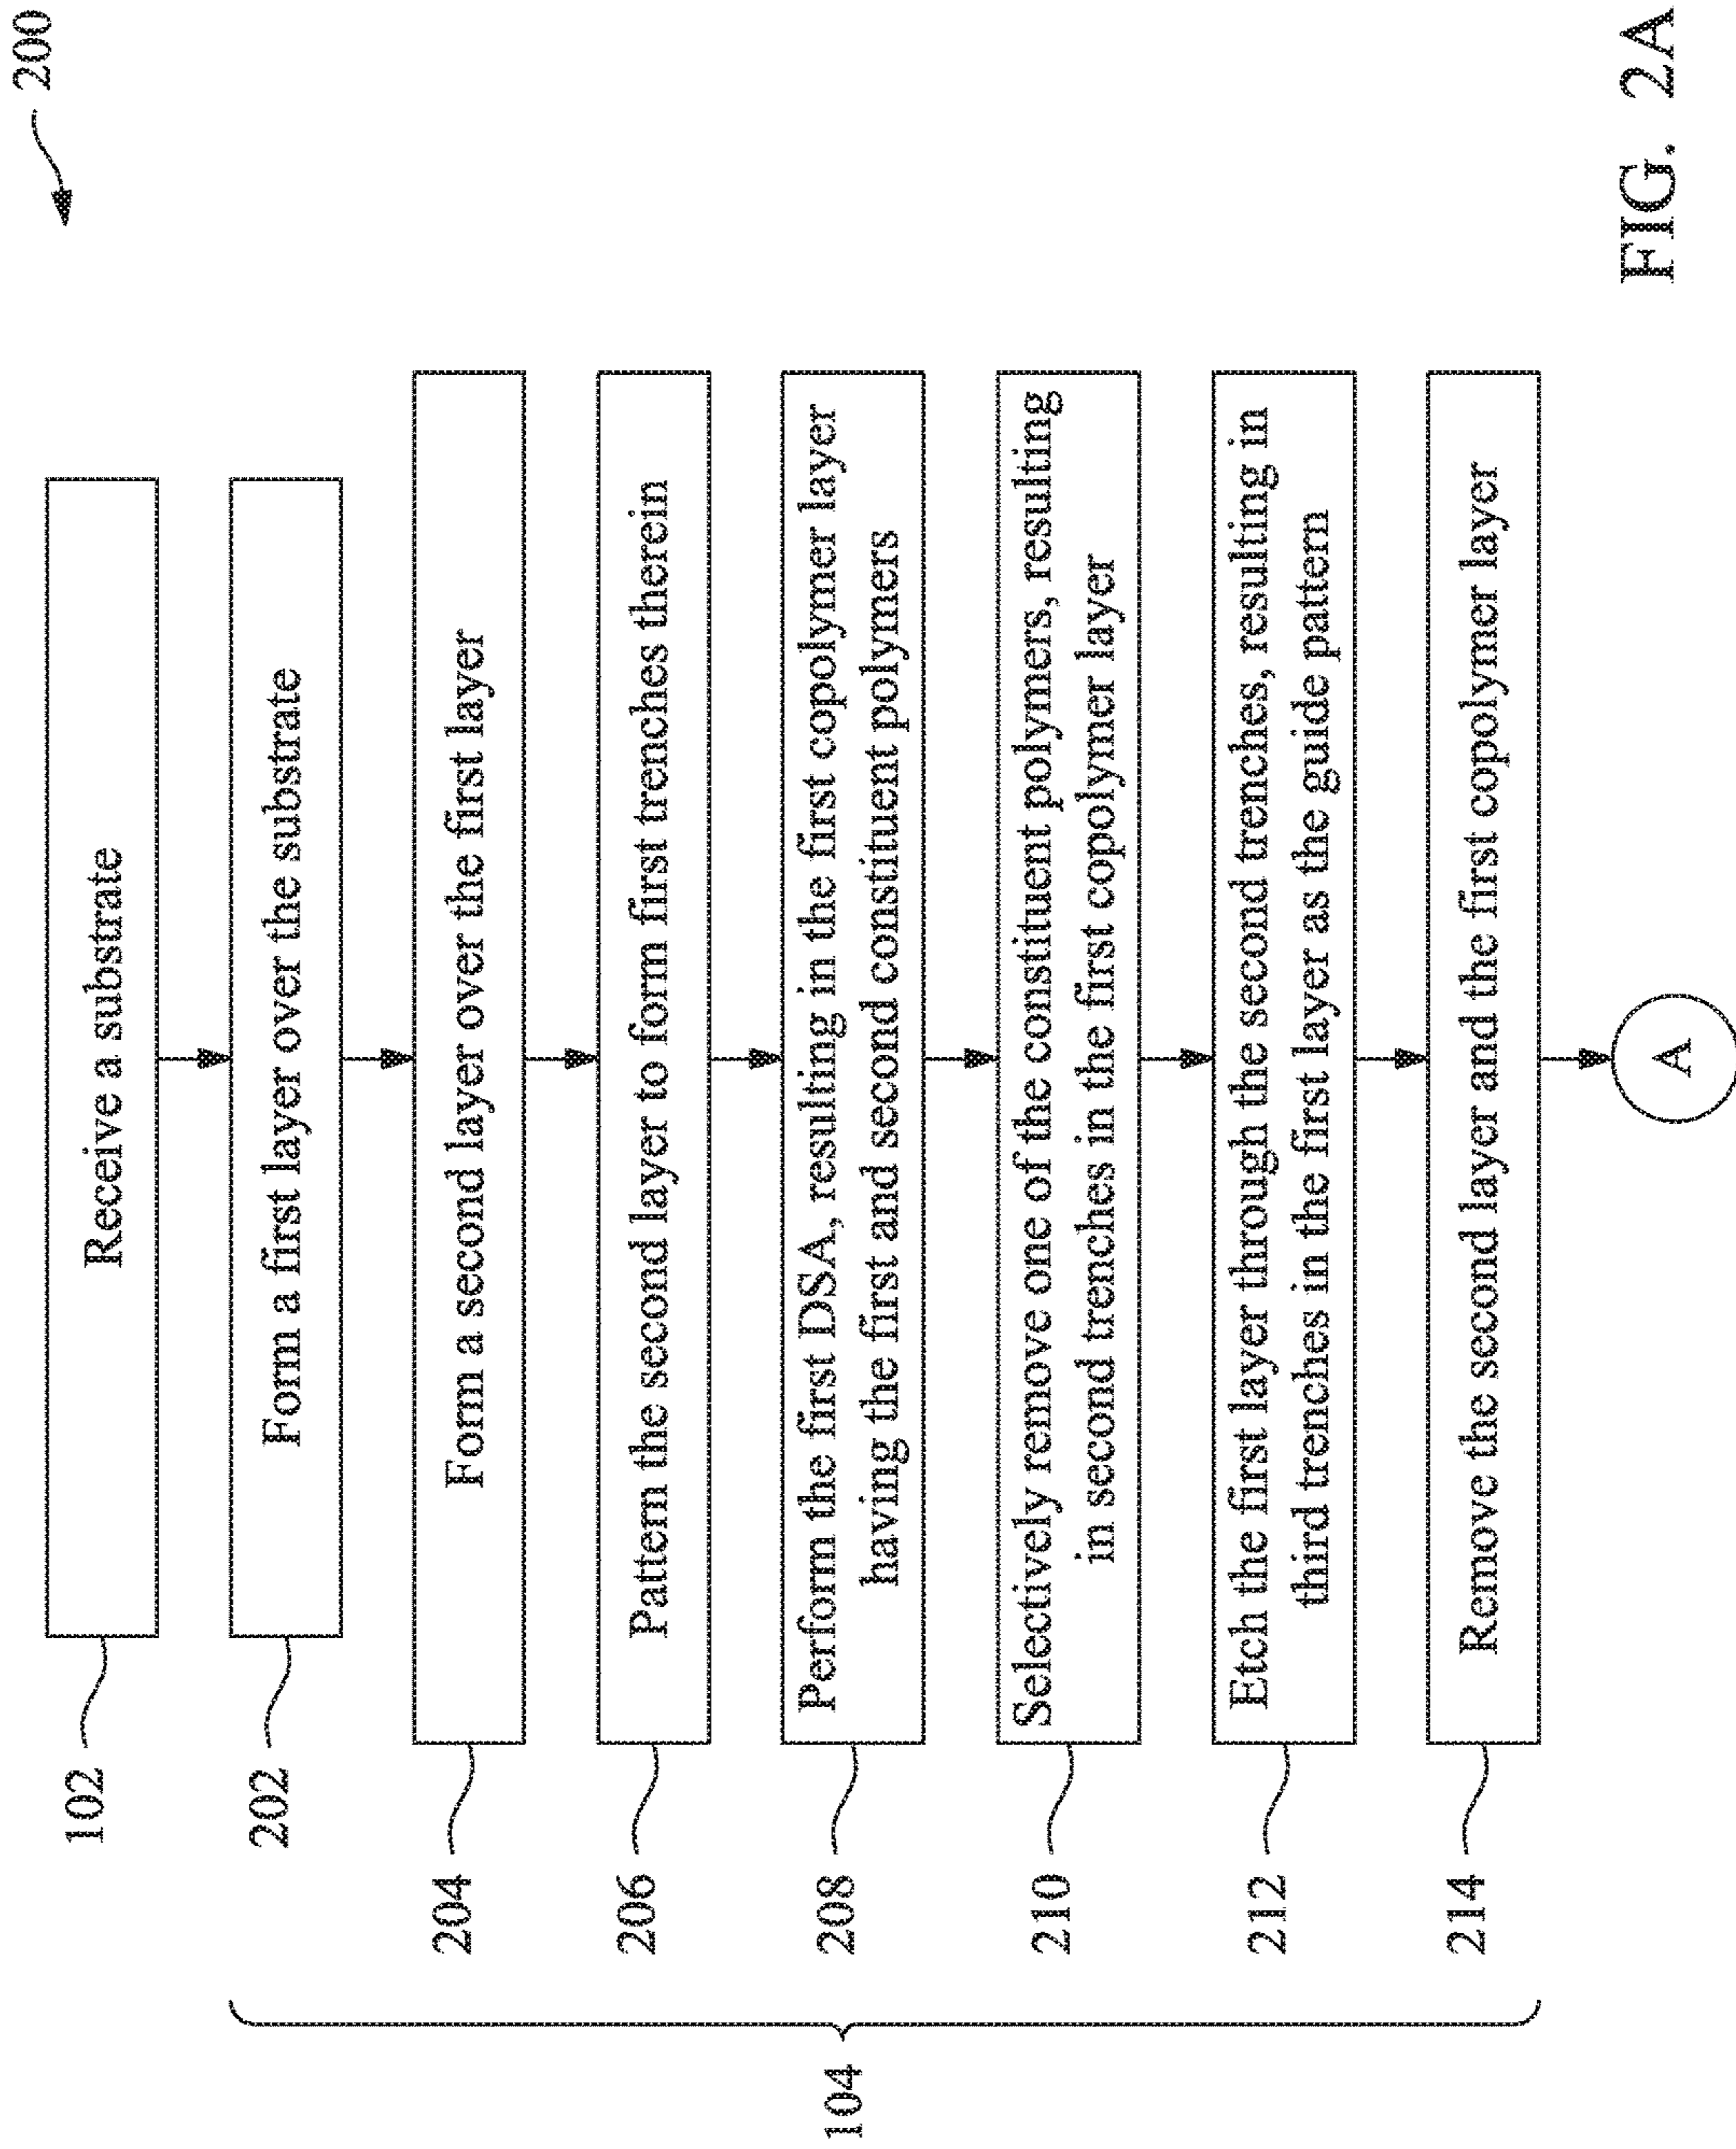 200
102
Receive a substrate
202
Form a first layer over the substrate
204
Form a second layer over the first layer
206
Pattern the second layer to form first trenches therein
208
Perform the first DSA, resulting in the first copolymer layer
having the first and second constituent polymers
210
Selectively remove one of the constituent polymers, resulting
in second trenches in the first copolymer layer
212
Etch the first layer through the second trenches, resulting in
third trenches in the first layer as the guide pattern
214
Remove the second layer and the first copolymer layer
104
A
FIG. 2A